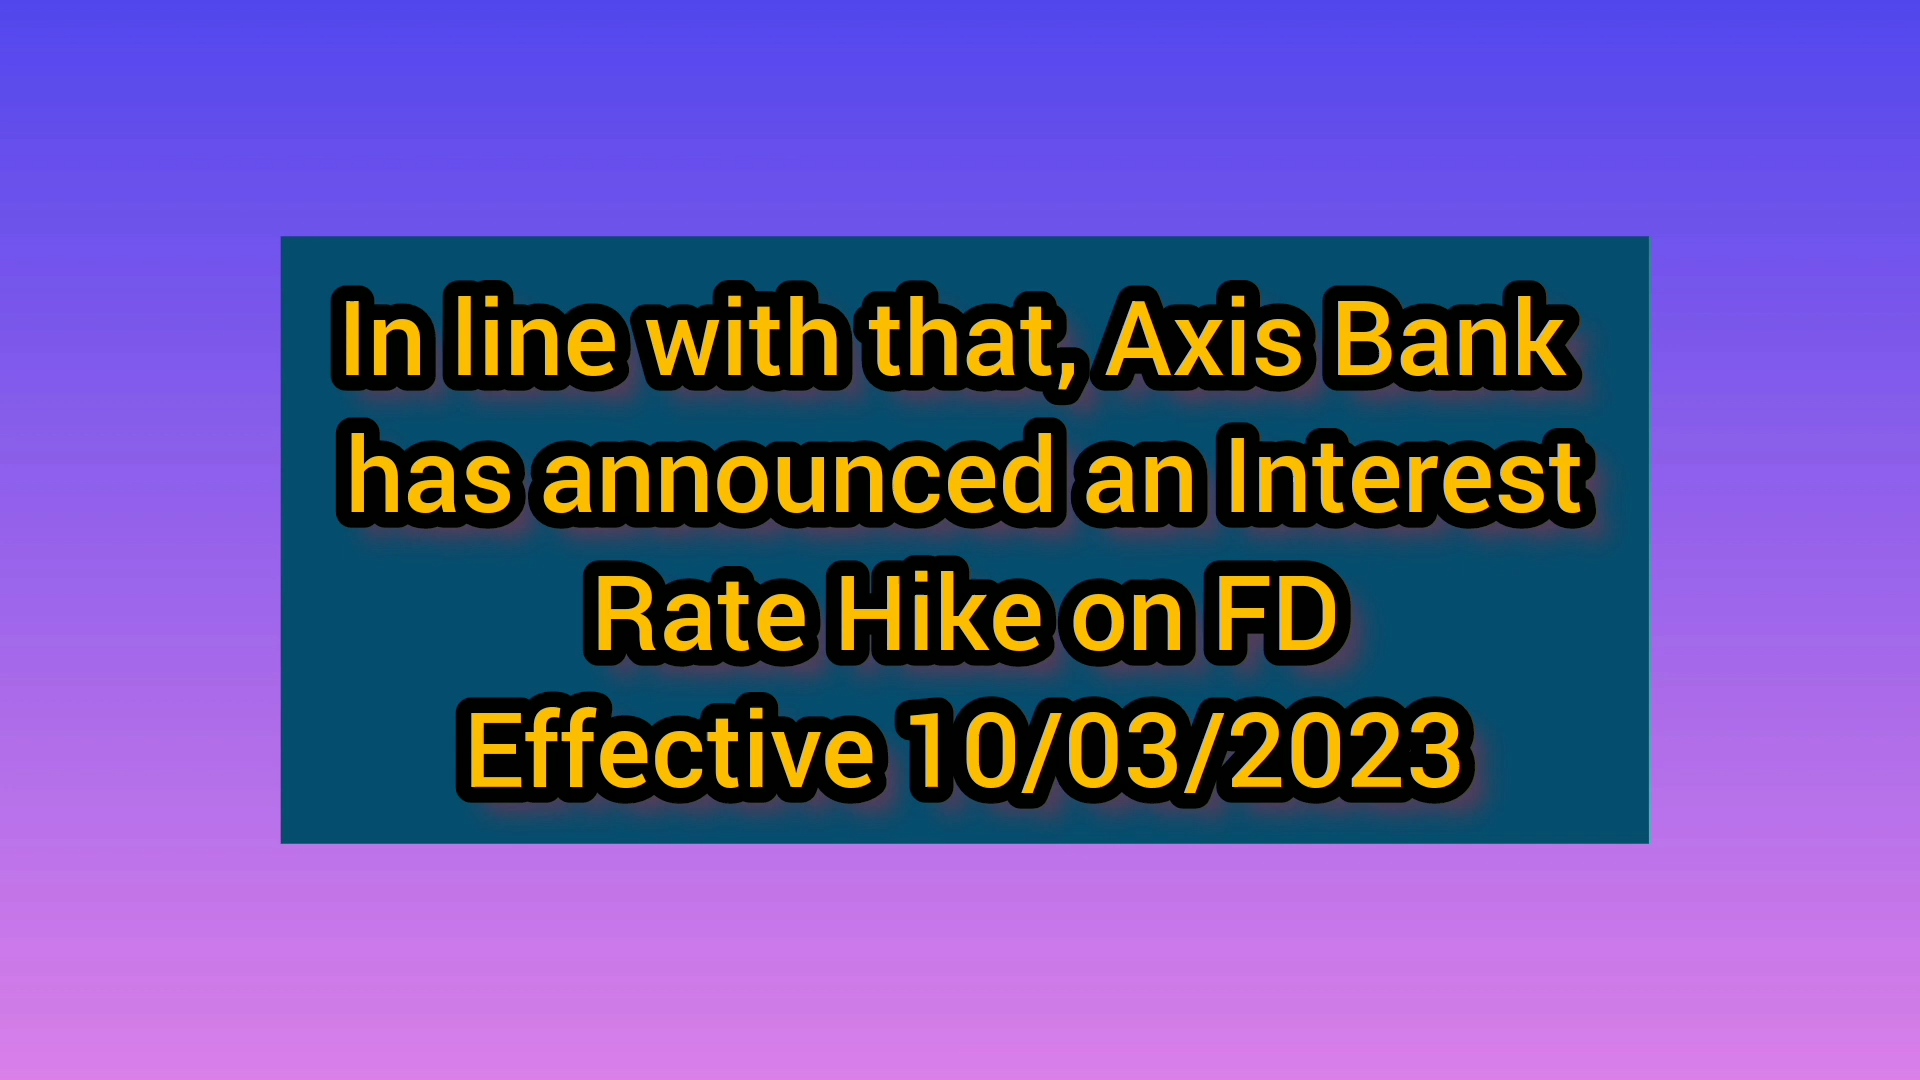 In line with that, Axis Bank
has announced an Interest
Rate Hike on FD
Effective 10/03/2023